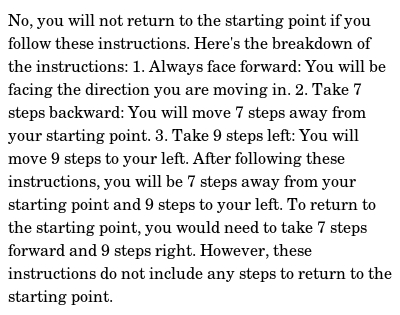 No, you will not return to the starting point if you
follow these instructions. Here's the breakdown of
the instructions: 1. Always face forward: You will be
facing the direction you are moving in. 2. Take 7
steps backward: You will move 7 steps away from
your starting point. 3. Take 9 steps left: You will
move 9 steps to your left. After following these
instructions, you will be 7 steps away from your
starting point and 9 steps to your left. To return to
the starting point, you would need to take 7 steps
forward and 9 steps right. However, these
instructions do not include any steps to return to the
starting point.